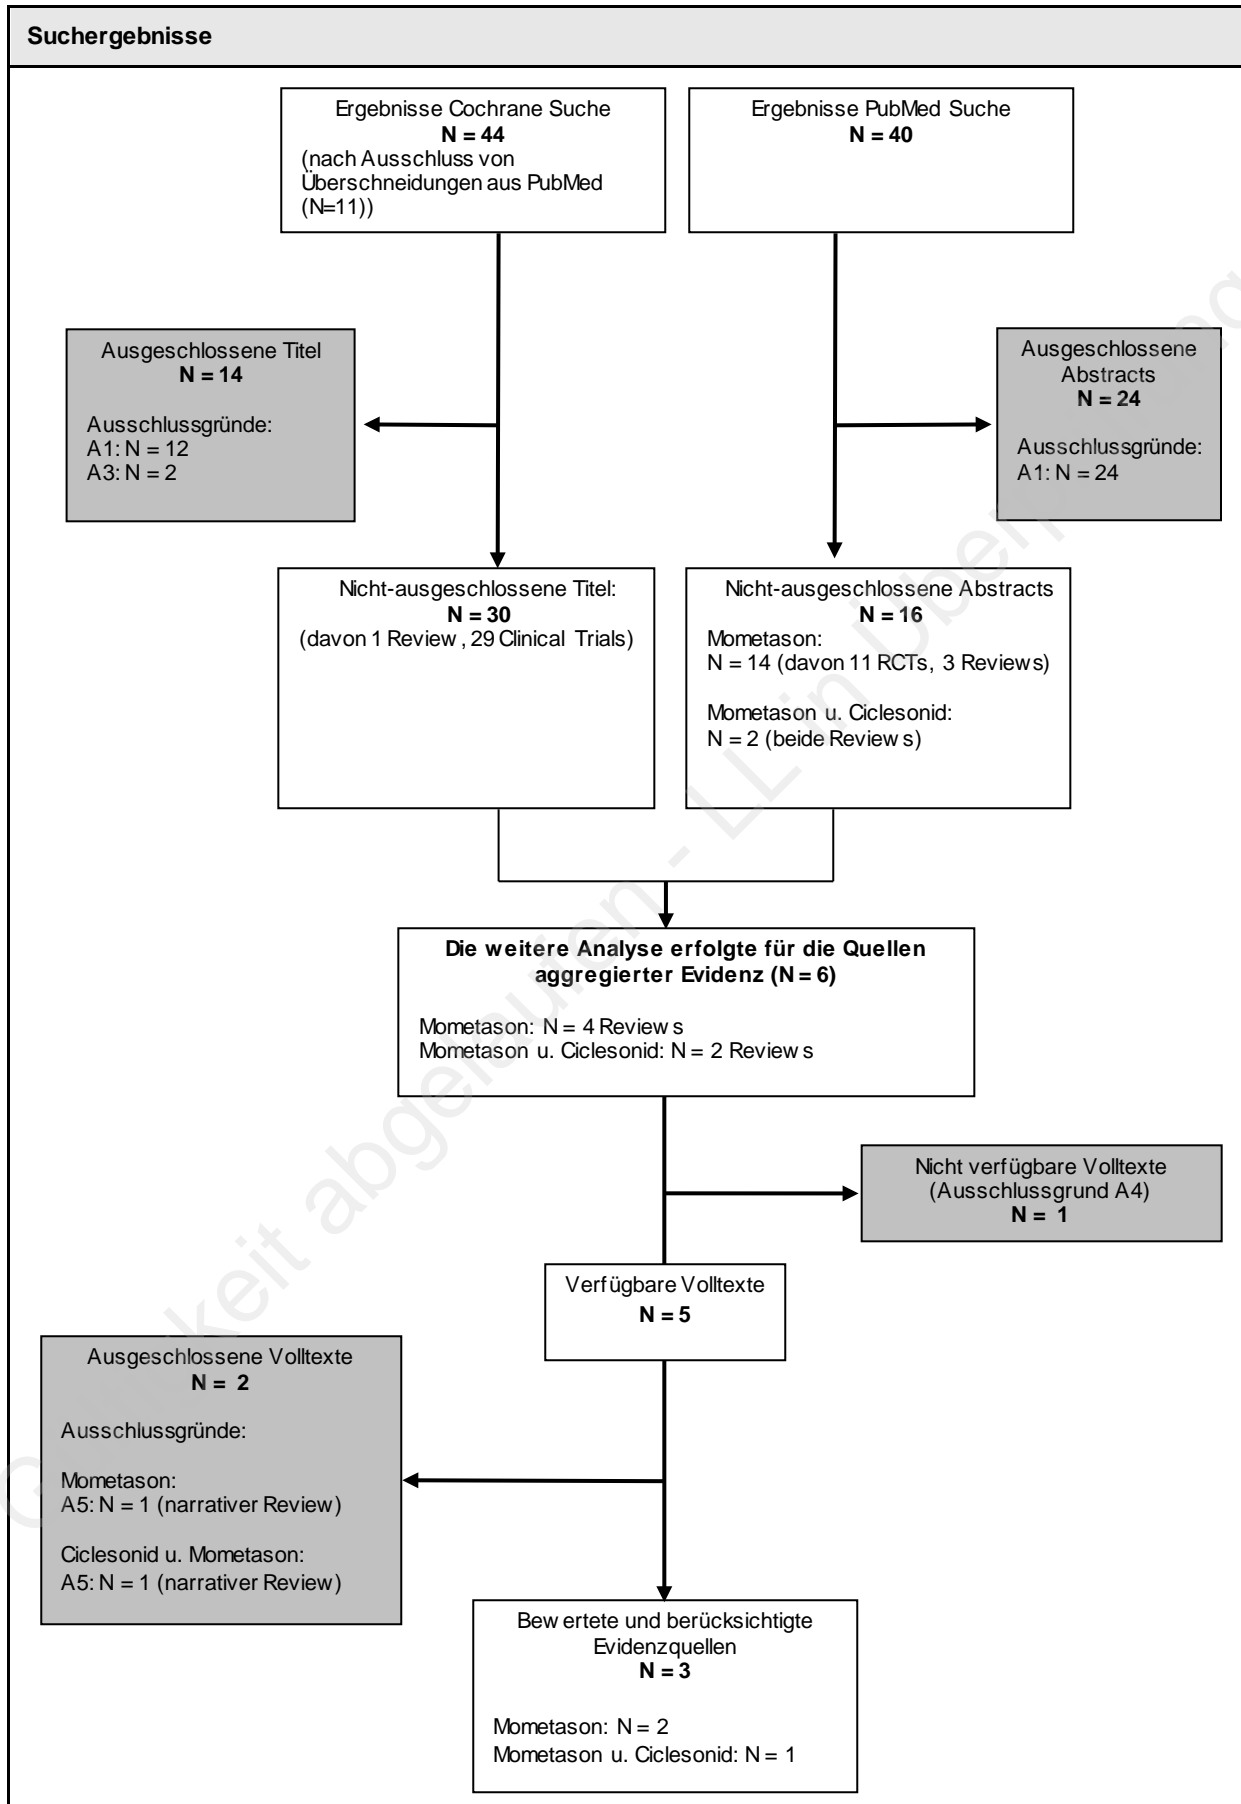 Suchergebnisse
Ergebnisse Cochrane Suche
N = 44
(nach Ausschluss von
Überschneidungen aus PubMed
(N=11))
Ergebnisse PubMed Suche
N = 40
Ausgeschlossene Titel
N = 14
Ausschlussgründe:
A1: N = 12
A3: N = 2
Ausgeschlossene
Abstracts
N = 24
Ausschlussgründe:
A1: N = 24
Nicht-ausgeschlossene Titel:
N = 30
(davon 1 Review, 29 Clinical Trials)
Nicht-ausgeschlossene Abstracts
N = 16
Mometason:
N = 14 (davon 11 RCTs, 3 Reviews)
Mometason u. Ciclesonid:
N = 2 (beide Reviews)
Die weitere Analyse erfolgte für die Quellen
aggregierter Evidenz (N = 6)
Mometason: N = 4 Reviews
Mometason u. Ciclesonid: N = 2 Reviews
Nicht verfügbare Volltexte
(Ausschlussgrund A4)
N = 1
Verfügbare Volltexte
N = 5
Ausgeschlossene Volltexte
N = 2
Ausschlussgründe:
Mometason:
A5: N = 1 (narrativer Review)
Ciclesonid u. Mometason:
A5: N = 1 (narrativer Review)
Bewertete und berücksichtigte
Evidenzquellen
N = 3
Mometason: N = 2
Mometason u. Ciclesonid: N = 1
abgelaufen - LL in